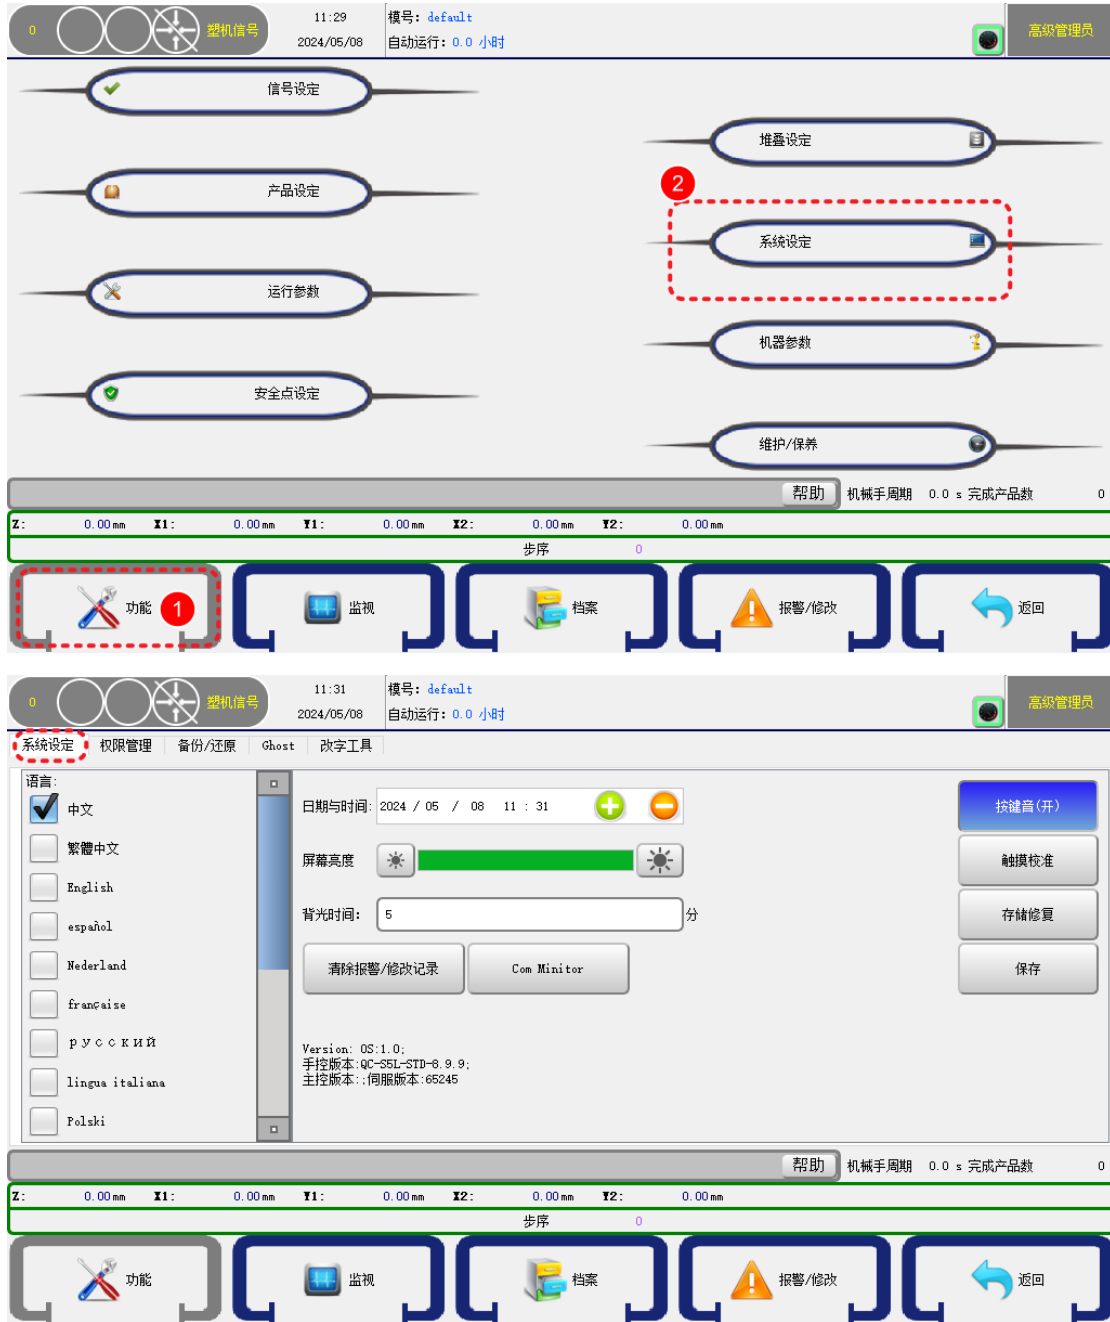 0 塑机信号 11:29 模号: default
2024/05/08 自动运行: 0.0 小时 高级管理员
信号设定
堆叠设定
2
产品设定
系统设定
运行参数
机器参数
安全点设定
维护/保养
帮助 机械手周期 0.0 s 完成产品数 0
Z: 0.00mm X1: 0.00mm Y1: 0.00mm X2: 0.00mm Y2: 0.00mm
步序 0
功能 1 监视 档案 报警/修改 返回
0 塑机信号 11:31 模号: default
2024/05/08 自动运行: 0.0 小时 高级管理员
系统设定 权限管理 备份/还原 Ghost 改字工具
语言:
中文
繁體中文
English
español
Nederland
française
русский
lingua italiana
Polski
日期与时间: 2024 / 05 / 08 11 : 31
屏幕亮度
背光时间: 5 分
清除报警/修改记录 Com Minitor
Version: OS:1.0;
手控版本:QC-S5L-STD-8.9.9;
主控版本:;伺服版本:65245
按键音(开)
触摸校准
存储修复
保存
帮助 机械手周期 0.0 s 完成产品数 0
Z: 0.00mm X1: 0.00mm Y1: 0.00mm X2: 0.00mm Y2: 0.00mm
步序 0
功能 监视 档案 报警/修改 返回